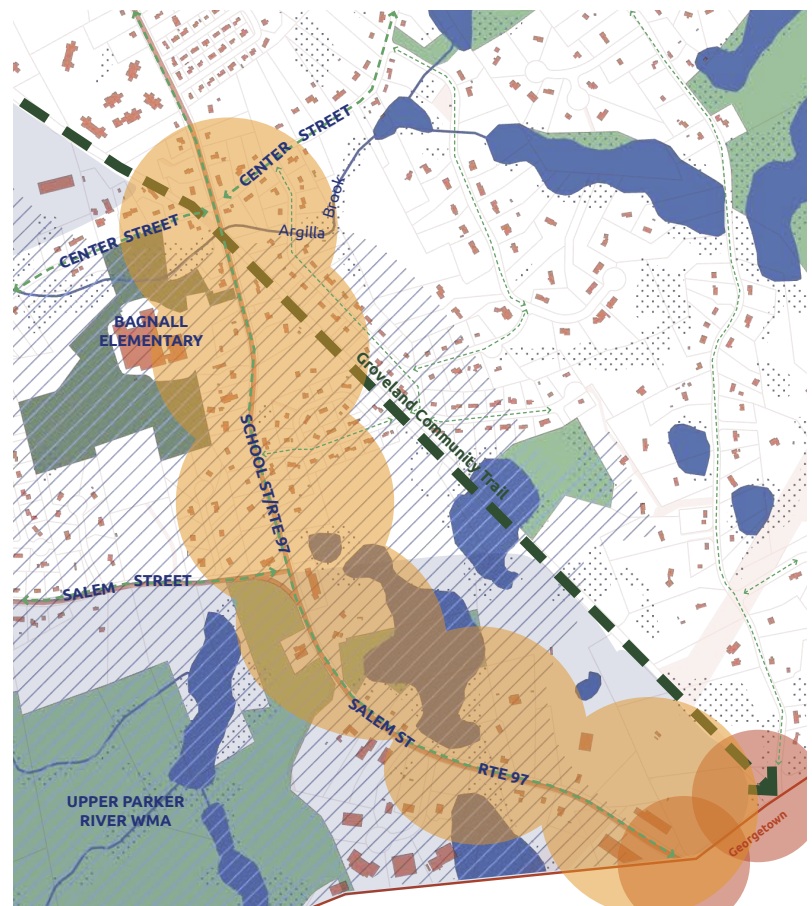 CENTER STREET
Brook
Argilla
CENTER STREET
BAGNALL
ELEMENTARY
Groveland Community Trail
SCHOOL ST/RTE 97
SALEM STREET
SALEM ST
RTE 97
UPPER PARKER
RIVER WMA
Georgetown